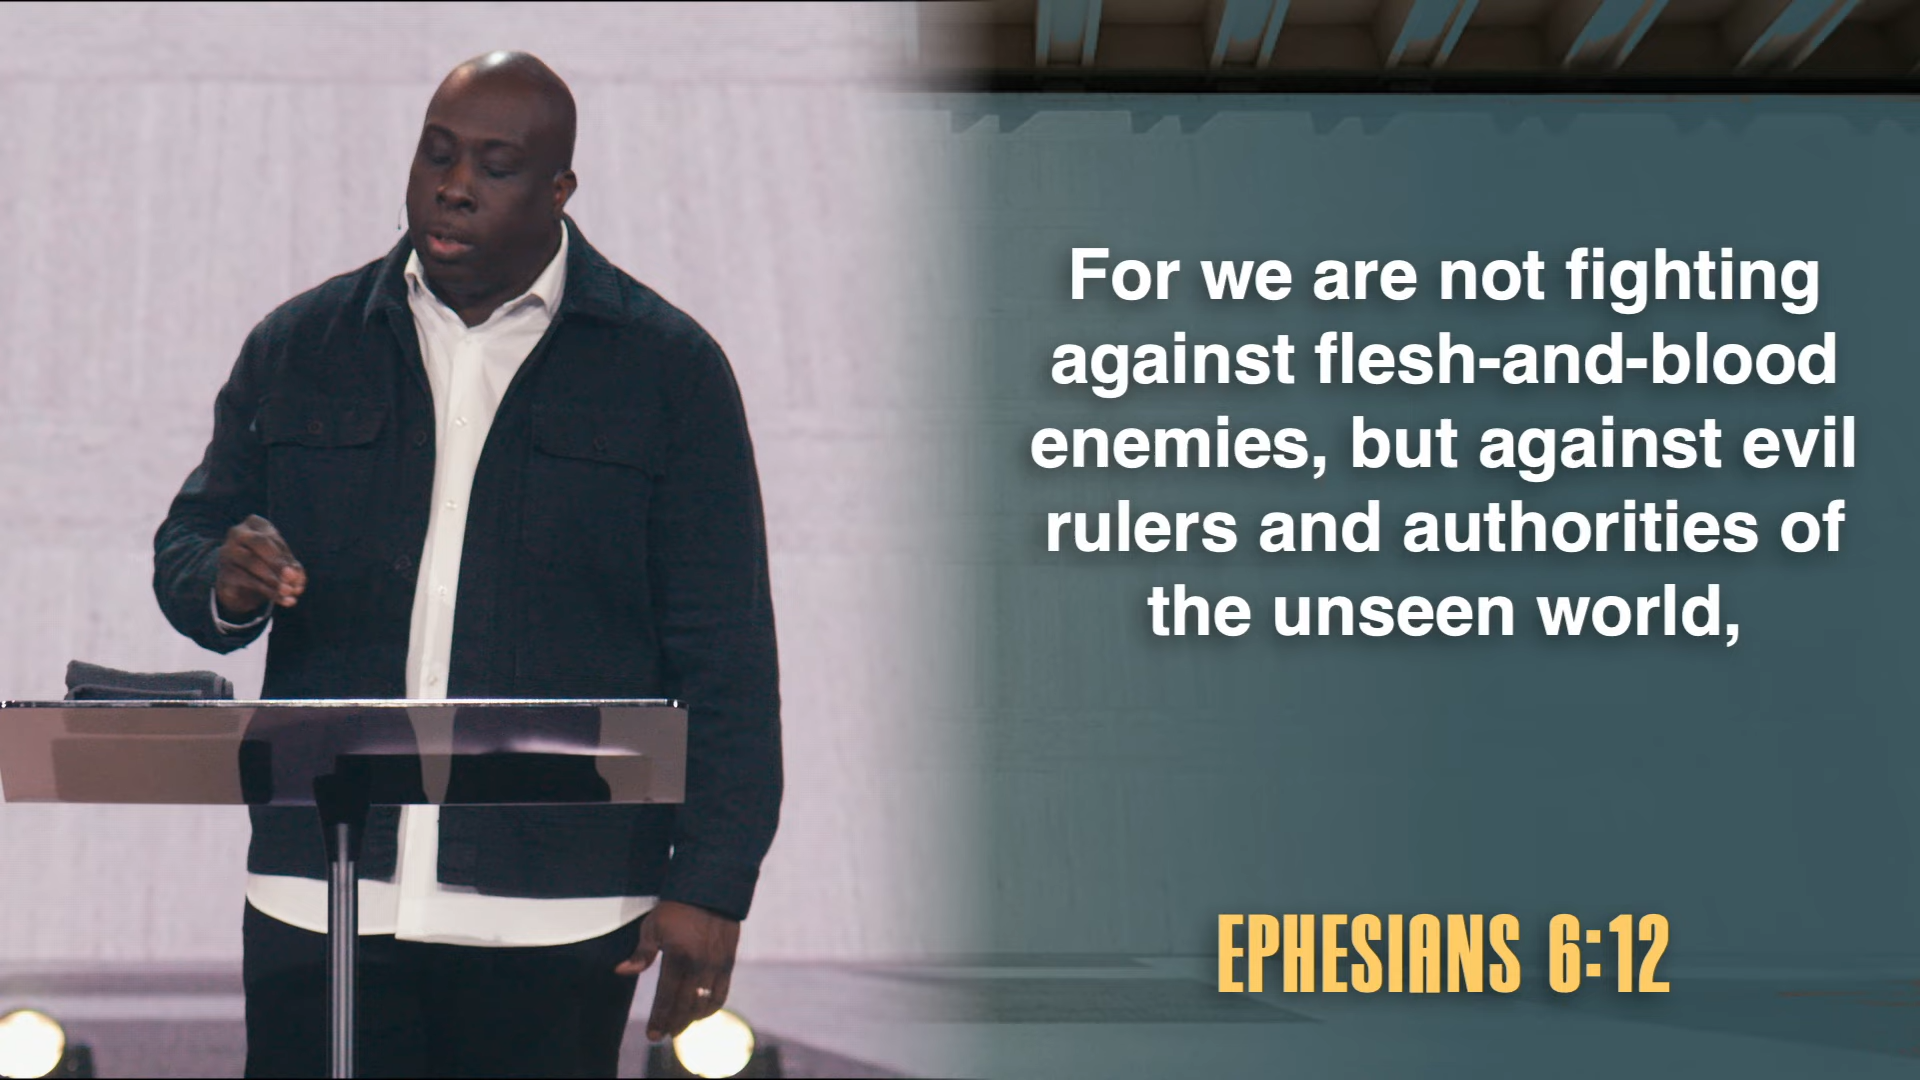 For we are not fighting
against flesh-and-blood
enemies, but against evil
rulers and authorities of
the unseen world,
EPHESIANS 6:12